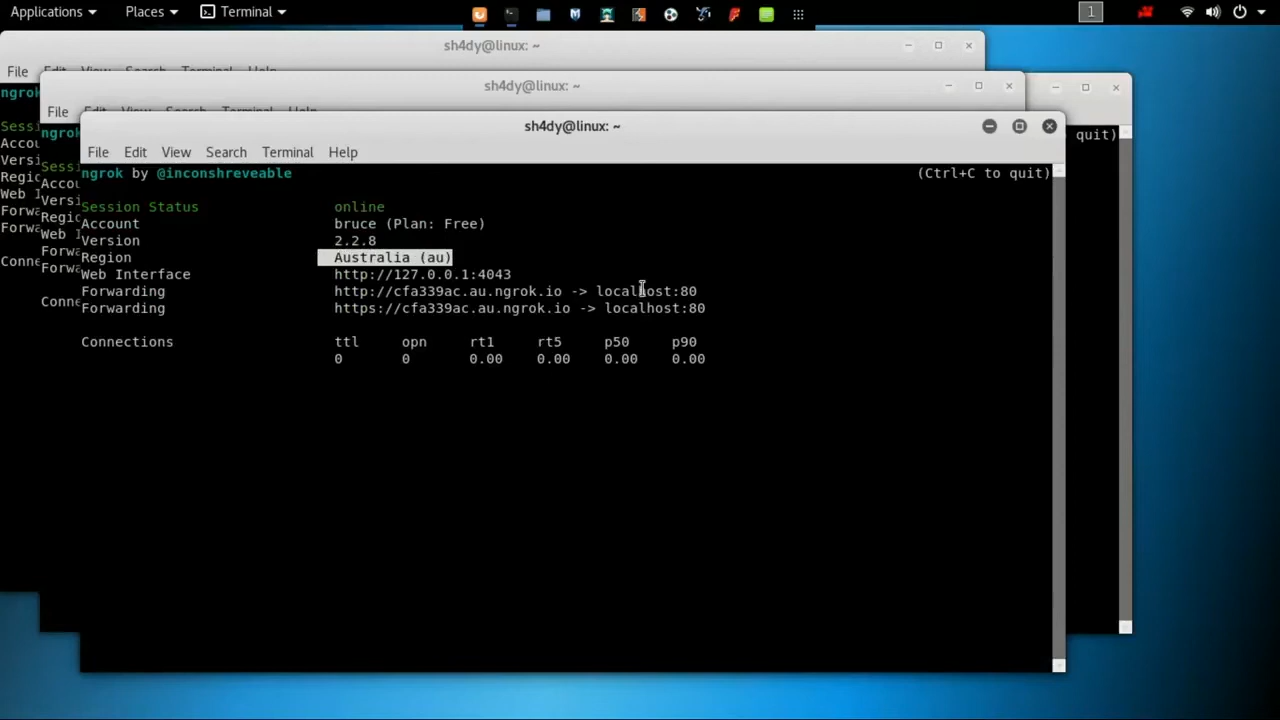 Applications Places Terminal 1
sh4dy@linux: ~
File Edit View Search Terminal Help
sh4dy@linux: ~
File Edit View Search Terminal Help
quit)
sh4dy@linux: ~
File Edit View Search Terminal Help
ngrok by @inconshreveable (Ctrl+C to quit)
Session Status online
Account bruce (Plan: Free)
Version 2.2.8
Region Australia (au)
Web Interface http://127.0.0.1:4043
Forwarding http://cfa339ac.au.ngrok.io -> localhost:80
Forwarding https://cfa339ac.au.ngrok.io -> localhost:80
Connections ttl opn rt1 rt5 p50 p90
0 0 0.00 0.00 0.00 0.00